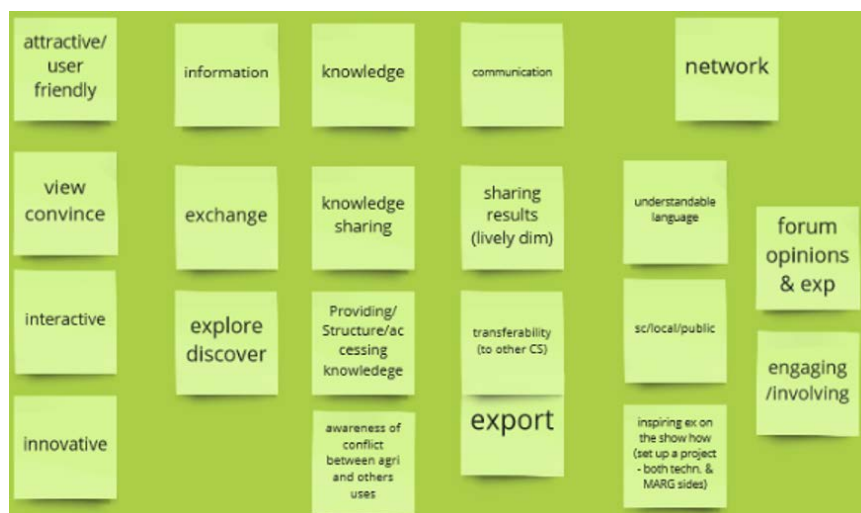 attractive/
user
friendly
information
knowledge
communication
network
view
convince
exchange
knowledge
sharing
sharing
results
(lively dim)
understandable
language
forum
opinions
& exp
interactive
explore
discover
Providing/
Structure/ac
cessing
knowledege
transferability
(to other CS)
sc/local/public
engaging
/involving
innovative
awareness of
conflict
between agri
and others
uses
export
inspiring ex on
the show how
(set up a project
- both techn. &
MARG sides)